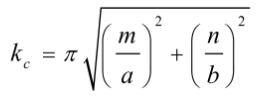 k_c = π √((m/a)² + (n/b)²)